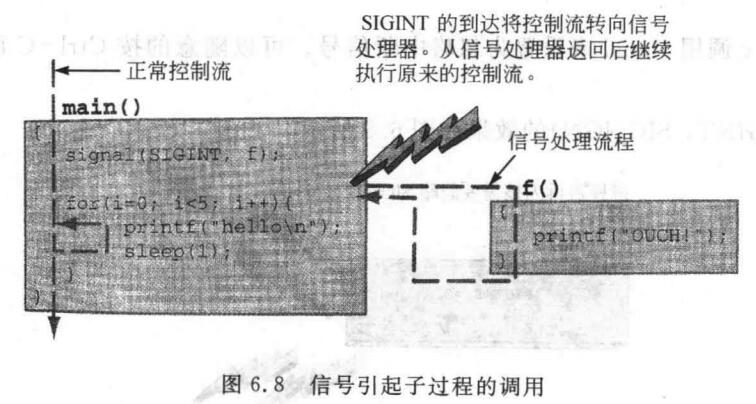 SIGINT 的到达将控制流转向信号
处理器。从信号处理器返回后继续
执行原来的控制流。
正常控制流
main()
{
signal(SIGINT, f);
for(i=0; i<5; i++){
printf("hello\n");
sleep(1);
}
}
信号处理流程
f()
{
printf("OUCH!");
}
图 6.8 信号引起子过程的调用